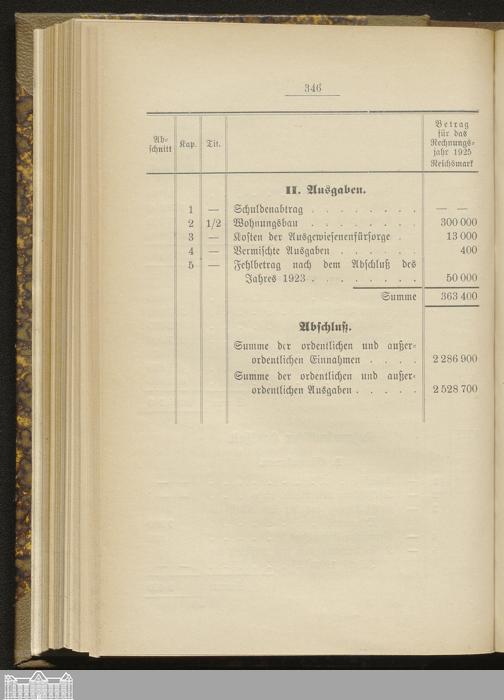 346
Ab-
schnitt
Kap.
Tit.
Betrag
für das
Rechnungs-
jahr 1925
Reichsmark
II. Ausgaben.
1 — Schuldenabtrag . . . . . . . . — —
2 1/2 Wohnungsbau . . . . . . . . 300 000
3 — Kosten der Ausgewiesenenfürsorge . 13 000
4 — Vermischte Ausgaben . . . . . . 400
5 — Fehlbetrag nach dem Abschluß des
Jahres 1923 . . . . . . . . 50 000
Summe 363 400
Abschluß.
Summe der ordentlichen und außer-
ordentlichen Einnahmen . . . . 2 286 900
Summe der ordentlichen und außer-
ordentlichen Ausgaben . . . . . 2 528 700